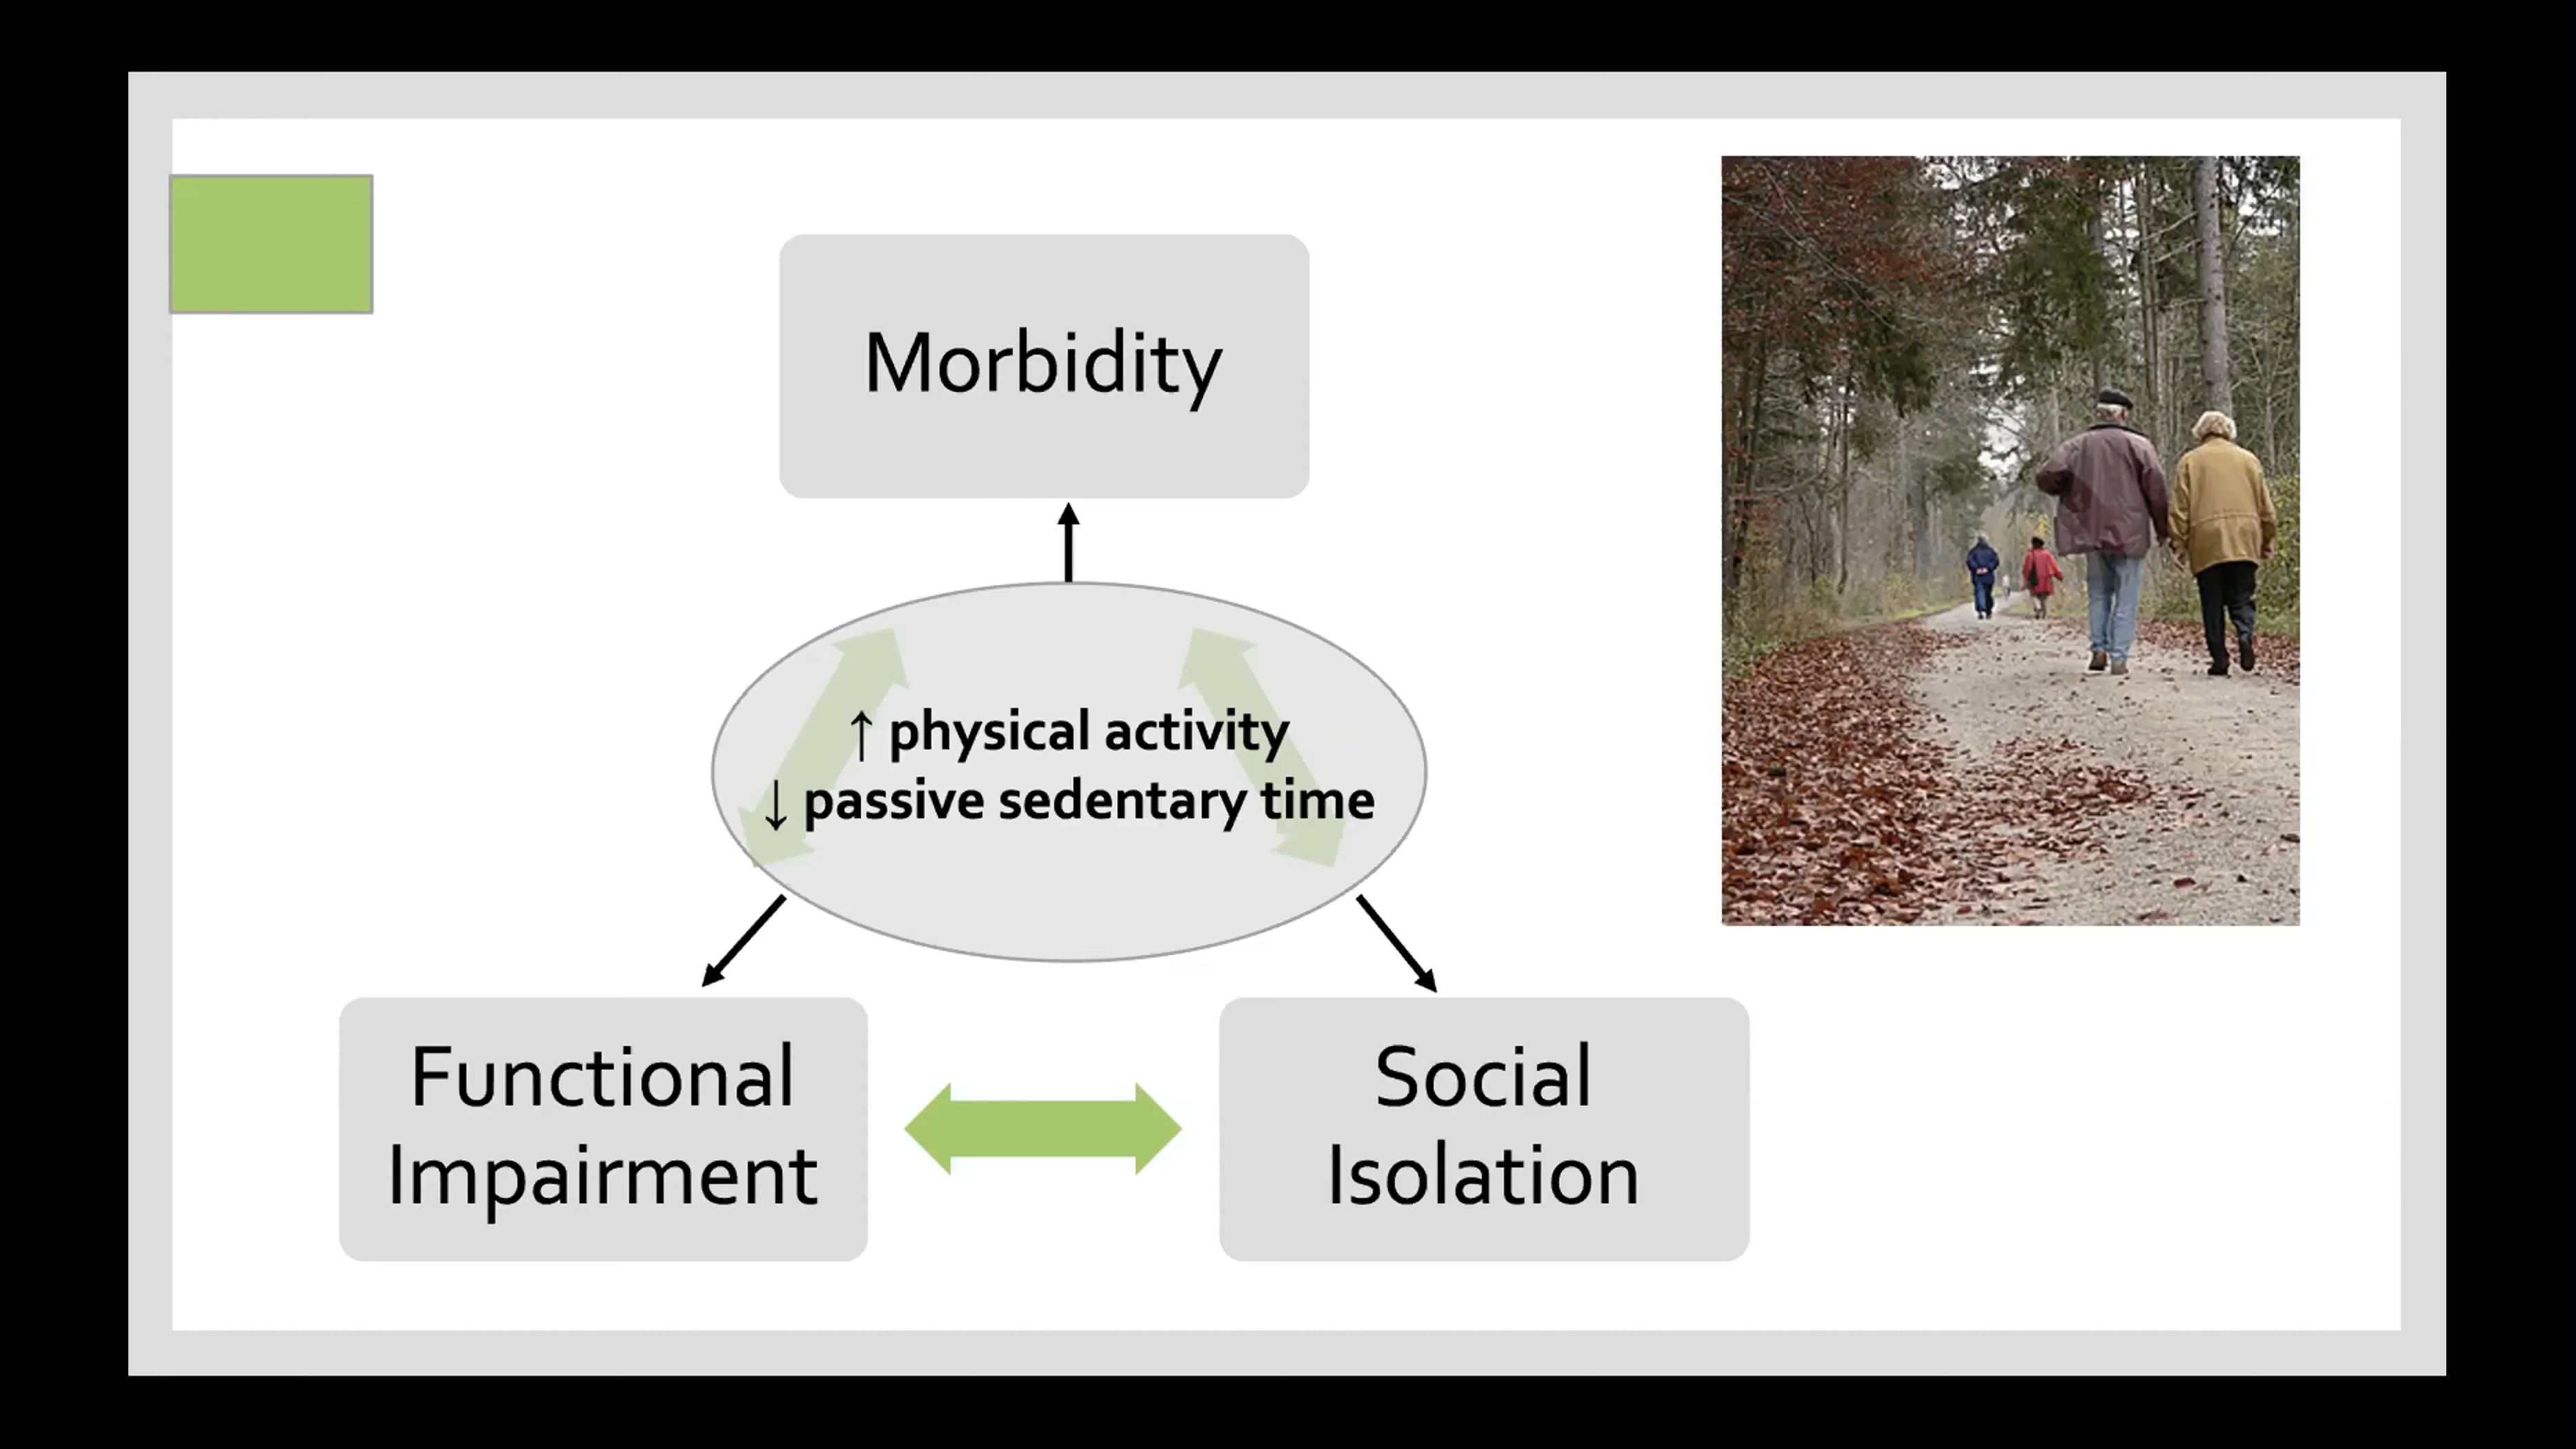 Morbidity
↑ physical activity
↓ passive sedentary time
Functional
Impairment
Social
Isolation